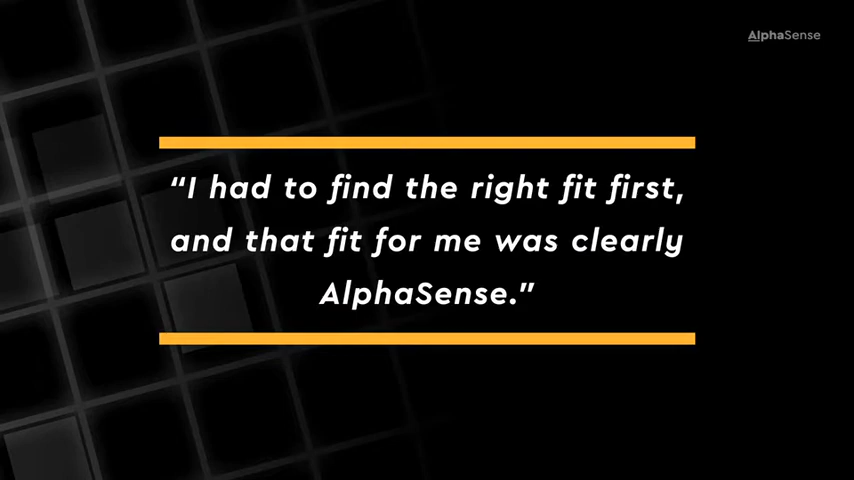 AlphaSense
“I had to find the right fit first,
and that fit for me was clearly
AlphaSense.”